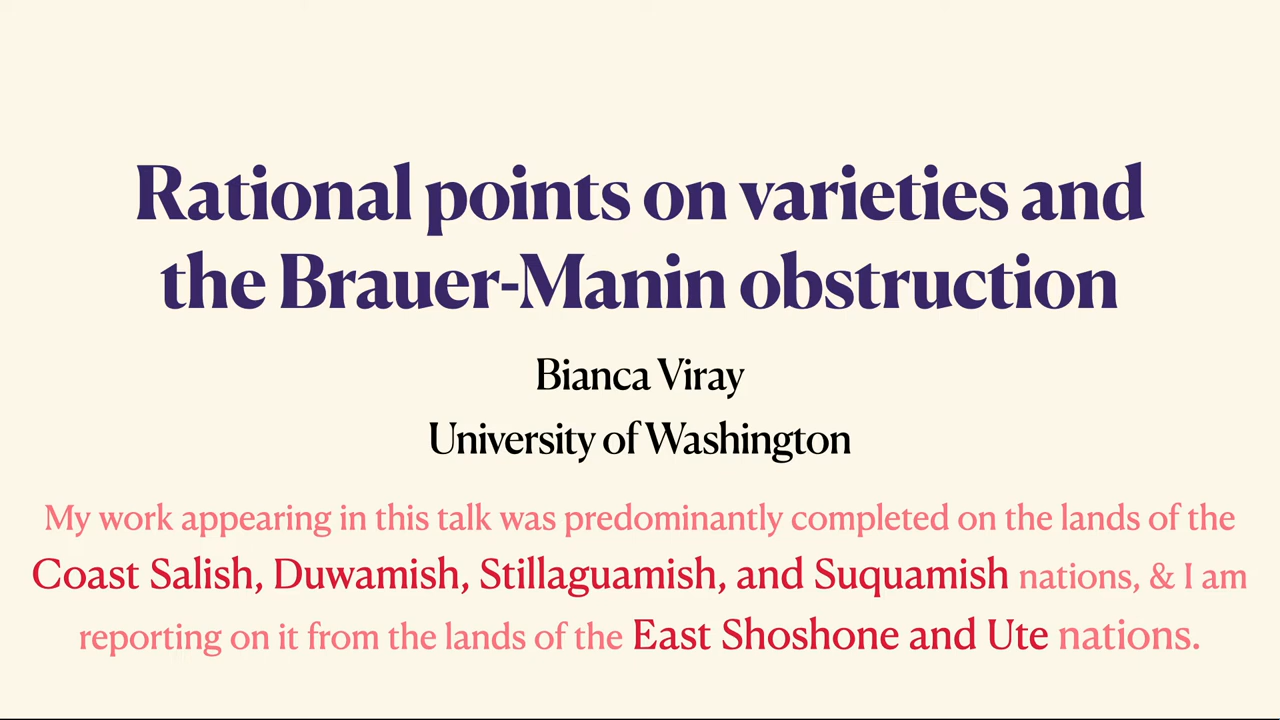 Rational points on varieties and
the Brauer-Manin obstruction
Bianca Viray
University of Washington
My work appearing in this talk was predominantly completed on the lands of the
Coast Salish, Duwamish, Stillaguamish, and Suquamish nations, & I am
reporting on it from the lands of the East Shoshone and Ute nations.